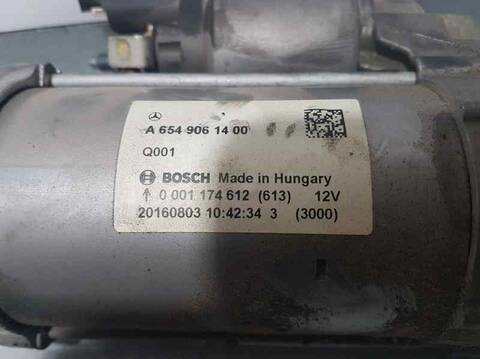 A 654 906 14 00
Q001
BOSCH Made in Hungary
↑ 0 001 174 612 (613) 12V
20160803 10:42:34 3 (3000)